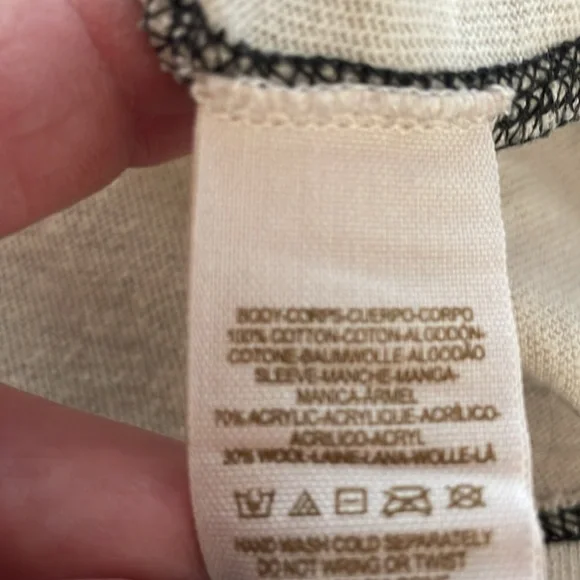 BODY-CORPS-CUERPO-CORPO
100% COTTON-COTON-ALGODÓN-
COTONE-BAUMWOLLE-ALGODÃO
SLEEVE-MANCHE-MANGA-
MANICA-ÄRMEL
70% ACRYLIC-ACRYLIQUE-ACRÍLICO-
ACRILICO-ACRYL
30% WOOL-LAINE-LANA-WOLLE-LÃ
HAND WASH COLD SEPARATELY
DO NOT WRING OR TWIST